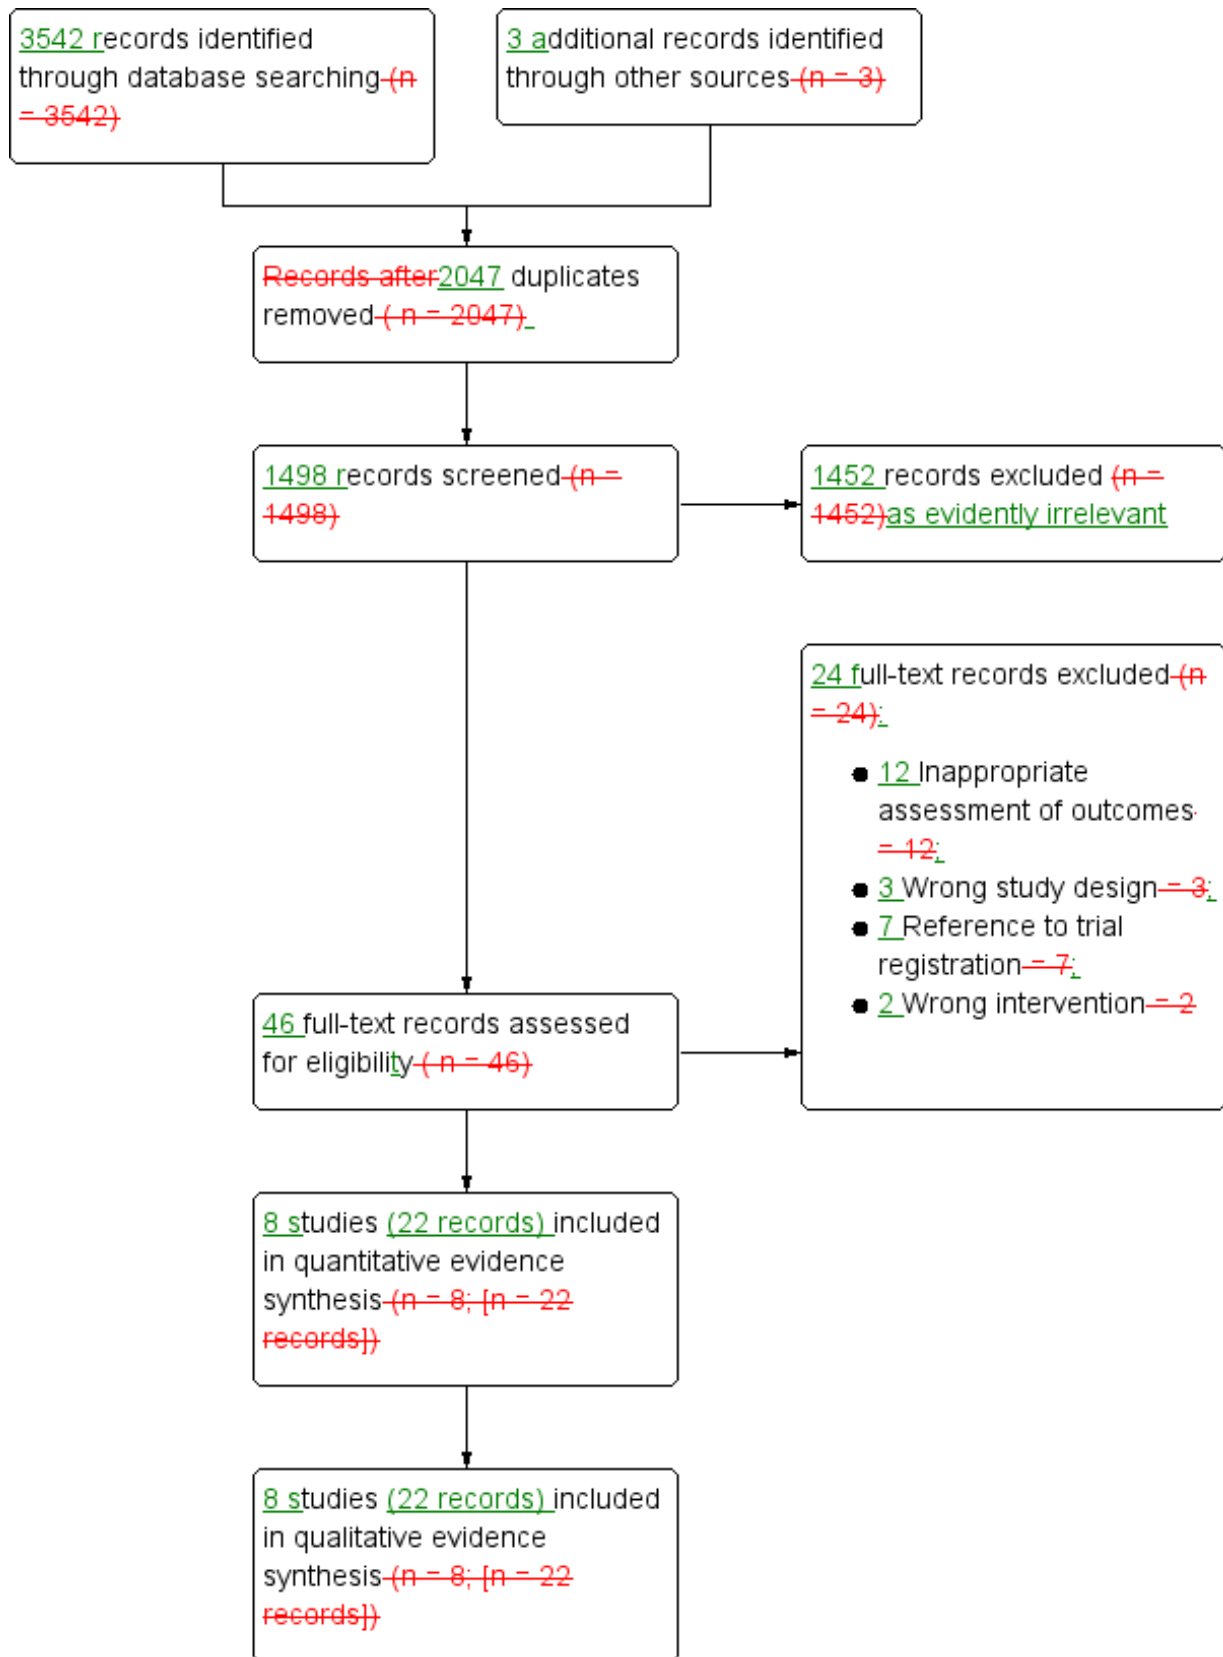 3542 records identified
through database searching (n
= 3542)
3 additional records identified
through other sources (n = 3)
Records after2047 duplicates
removed ( n = 2047)
1498 records screened (n =
1498)
1452 records excluded (n =
1452)as evidently irrelevant
24 full-text records excluded (n
= 24):
● 12 Inappropriate
assessment of outcomes
= 12;
● 3 Wrong study design = 3;
● 7 Reference to trial
registration = 7;
● 2 Wrong intervention = 2
46 full-text records assessed
for eligibility ( n = 46)
8 studies (22 records) included
in quantitative evidence
synthesis (n = 8; [n = 22
records])
8 studies (22 records) included
in qualitative evidence
synthesis (n = 8; [n = 22
records])